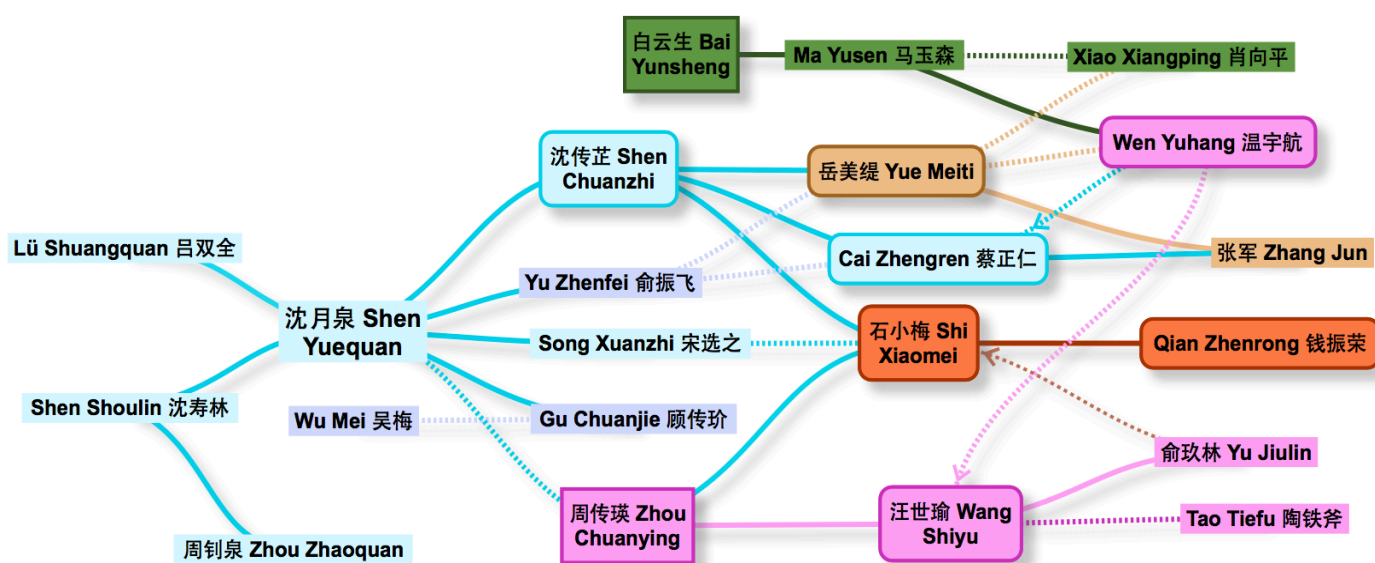 白云生 Bai
Yunsheng
Ma Yusen 马玉森
Xiao Xiangping 肖向平
沈传芷 Shen
Chuanzhi
岳美缇 Yue Meiti
Wen Yuhang 温宇航
Lü Shuangquan 吕双全
Cai Zhengren 蔡正仁
张军 Zhang Jun
Yu Zhenfei 俞振飞
沈月泉 Shen
Yuequan
Song Xuanzhi 宋选之
石小梅 Shi
Xiaomei
Qian Zhenrong 钱振荣
Shen Shoulin 沈寿林
Wu Mei 吴梅
Gu Chuanjie 顾传玠
俞玖林 Yu Jiulin
周传瑛 Zhou
Chuanying
汪世瑜 Wang
Shiyu
Tao Tiefu 陶铁斧
周钊泉 Zhou Zhaoquan